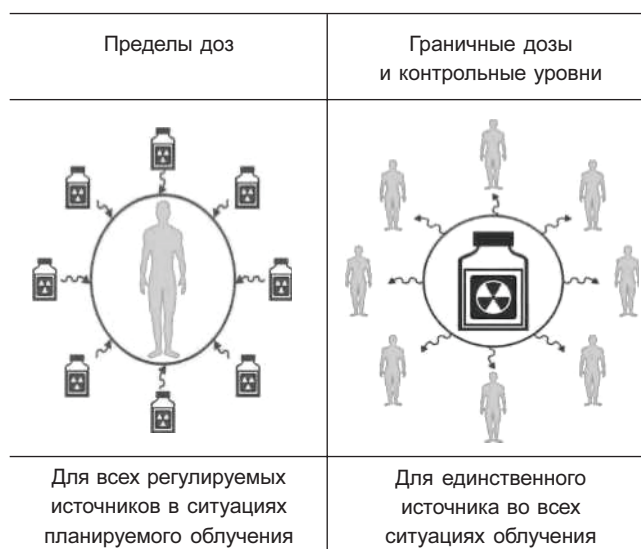 Пределы доз
Граничные дозы
и контрольные уровни
Для всех регулируемых
источников в ситуациях
планируемого облучения
Для единственного
источника во всех
ситуациях облучения